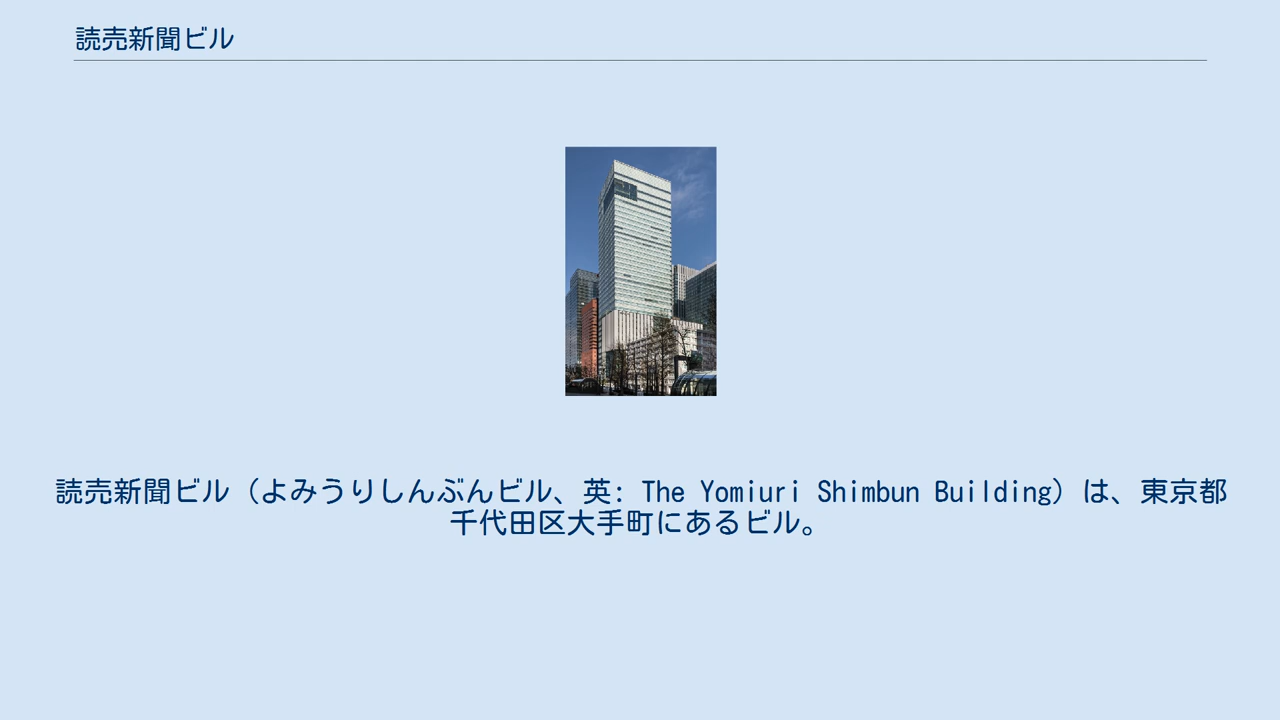 読売新聞ビル
読売新聞ビル（よみうりしんぶんビル、英: The Yomiuri Shimbun Building）は、東京都
千代田区大手町にあるビル。